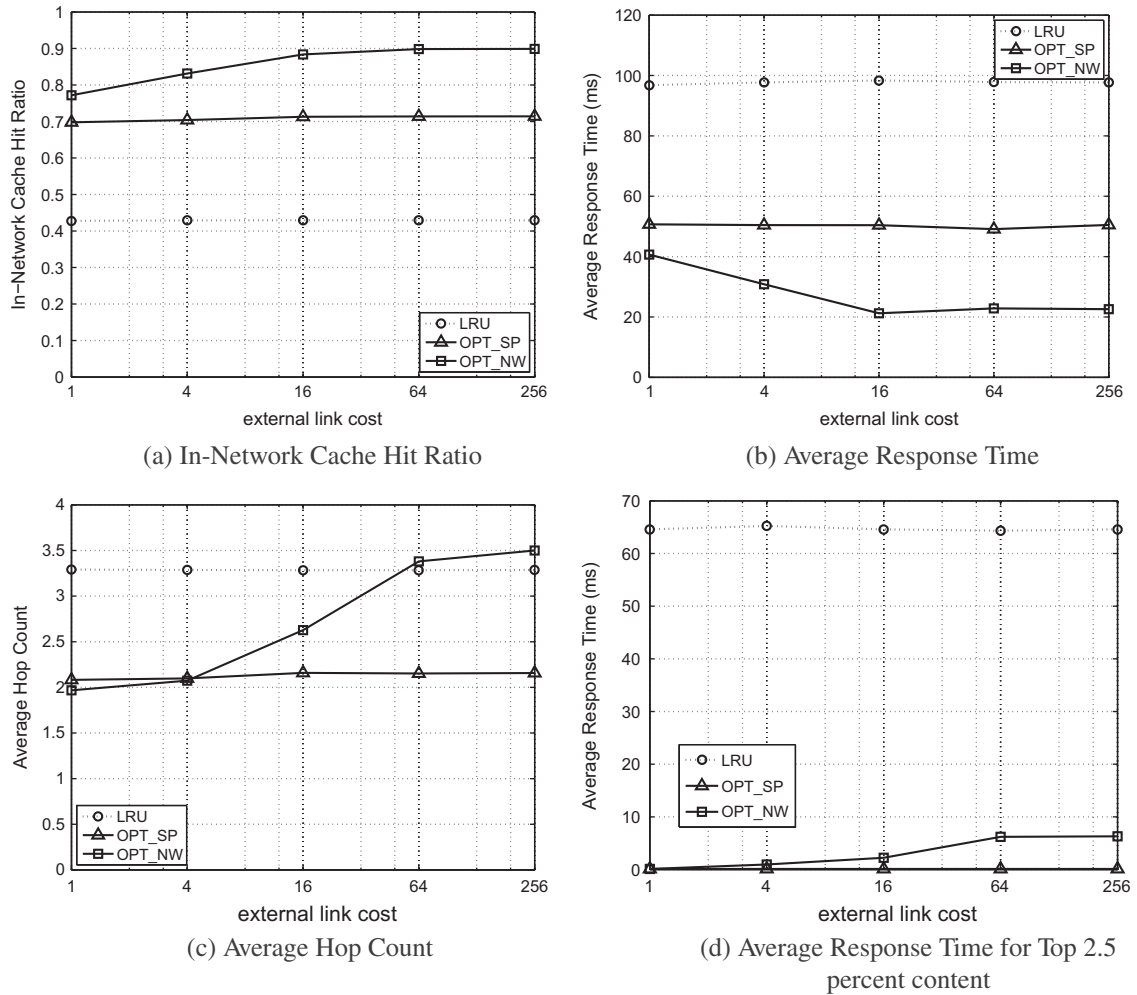 1
0.9
0.8
0.7
0.6
0.5
0.4
0.3
0.2
0.1
0
In-Network Cache Hit Ratio
LRU
OPT_SP
OPT_NW
1 4 16 64 256
external link cost
(a) In-Network Cache Hit Ratio
120
100
80
60
40
20
0
Average Response Time (ms)
LRU
OPT_SP
OPT_NW
1 4 16 64 256
external link cost
(b) Average Response Time
4
3.5
3
2.5
2
1.5
1
0.5
0
Average Hop Count
LRU
OPT_SP
OPT_NW
1 4 16 64 256
external link cost
(c) Average Hop Count
70
60
50
40
30
20
10
0
Average Response Time (ms)
LRU
OPT_SP
OPT_NW
1 4 16 64 256
external link cost
(d) Average Response Time for Top 2.5
percent content